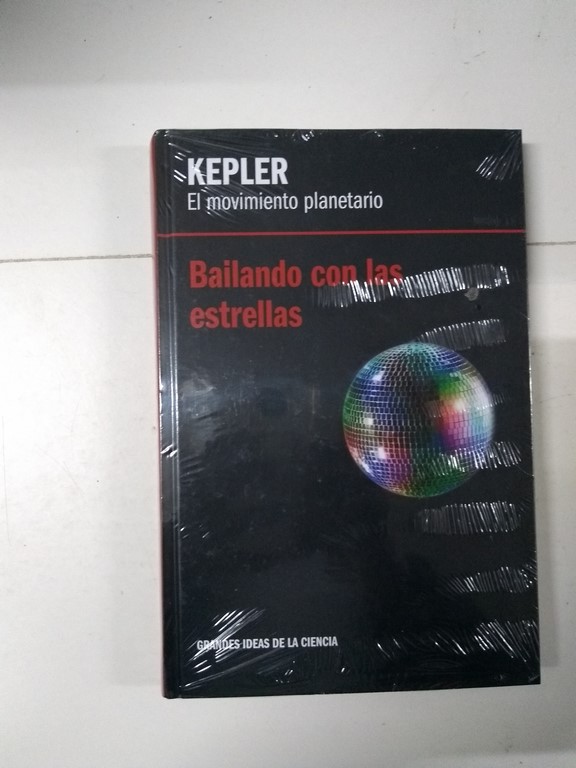 KEPLER
El movimiento planetario
Bailando con las
estrellas
GRANDES IDEAS DE LA CIENCIA